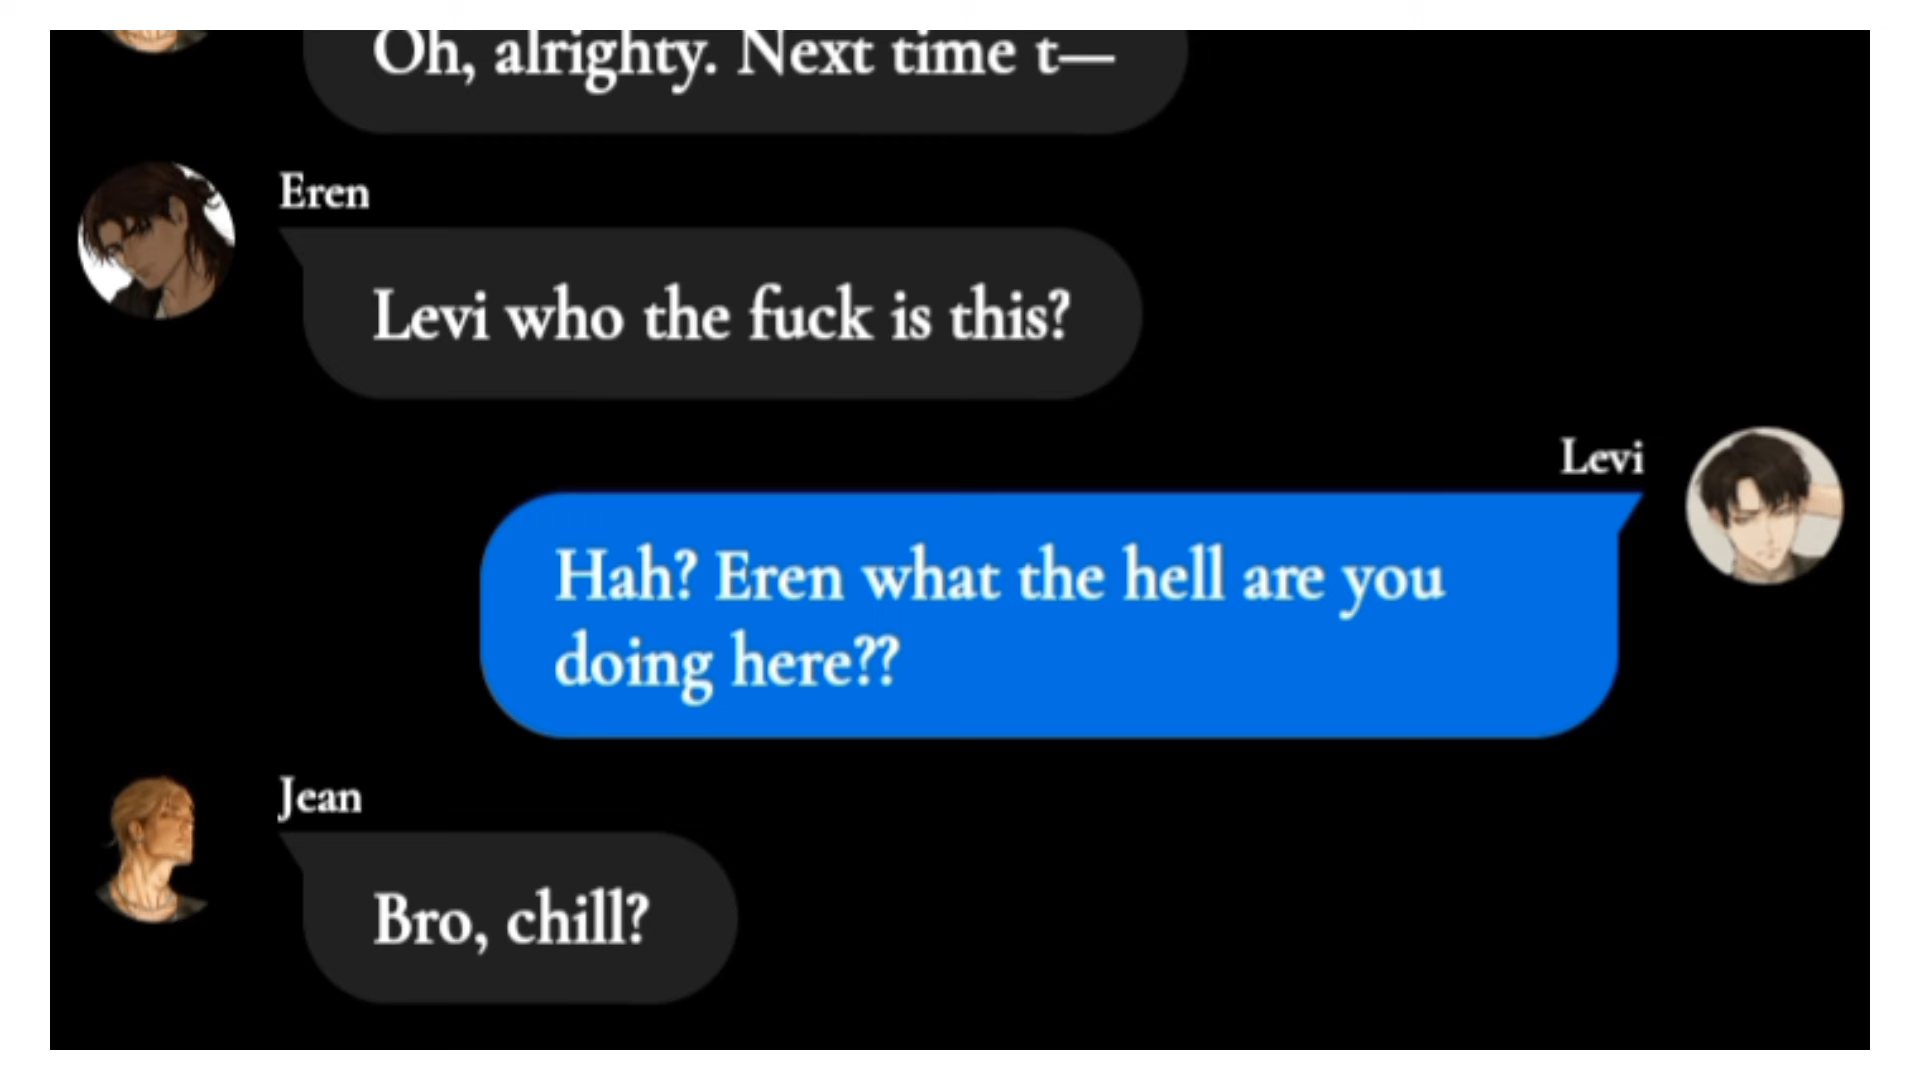 Oh, alrighty. Next time t—
Eren
Levi who the fuck is this?
Levi
Hah? Eren what the hell are you
doing here??
Jean
Bro, chill?